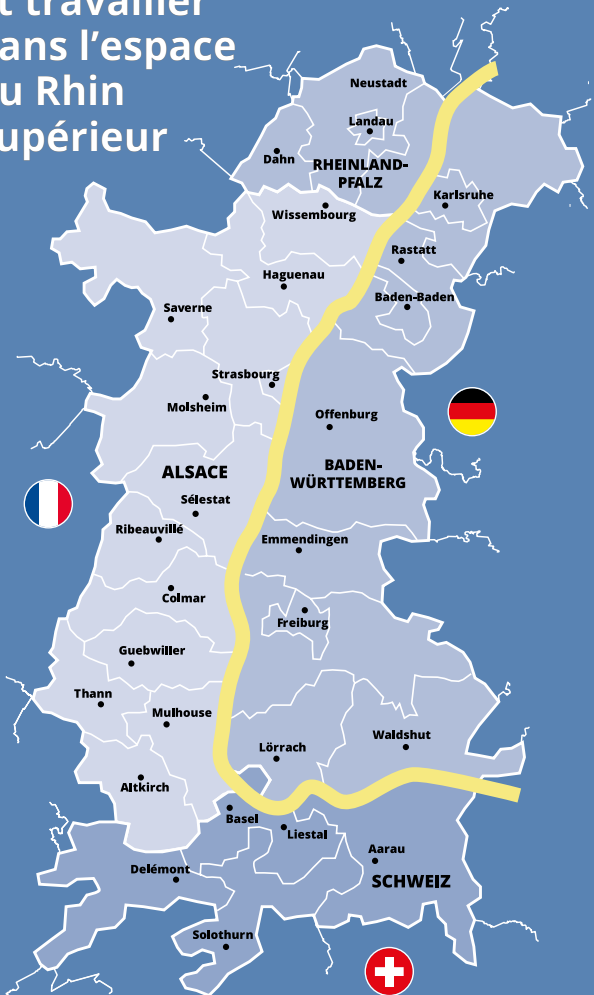 t travailler
ans l’espace
u Rhin
upérieur
Neustadt
Landau
Dahn
RHEINLAND-
PFALZ
Karlsruhe
Wissembourg
Rastatt
Haguenau
Baden-Baden
Saverne
Strasbourg
Molsheim
Offenburg
ALSACE
BADEN-
WÜRTTEMBERG
Sélestat
Ribeauvillé
Emmendingen
Colmar
Freiburg
Guebwiller
Thann
Mulhouse
Waldshut
Lörrach
Altkirch
Basel
Liestal
Aarau
Delémont
SCHWEIZ
Solothurn